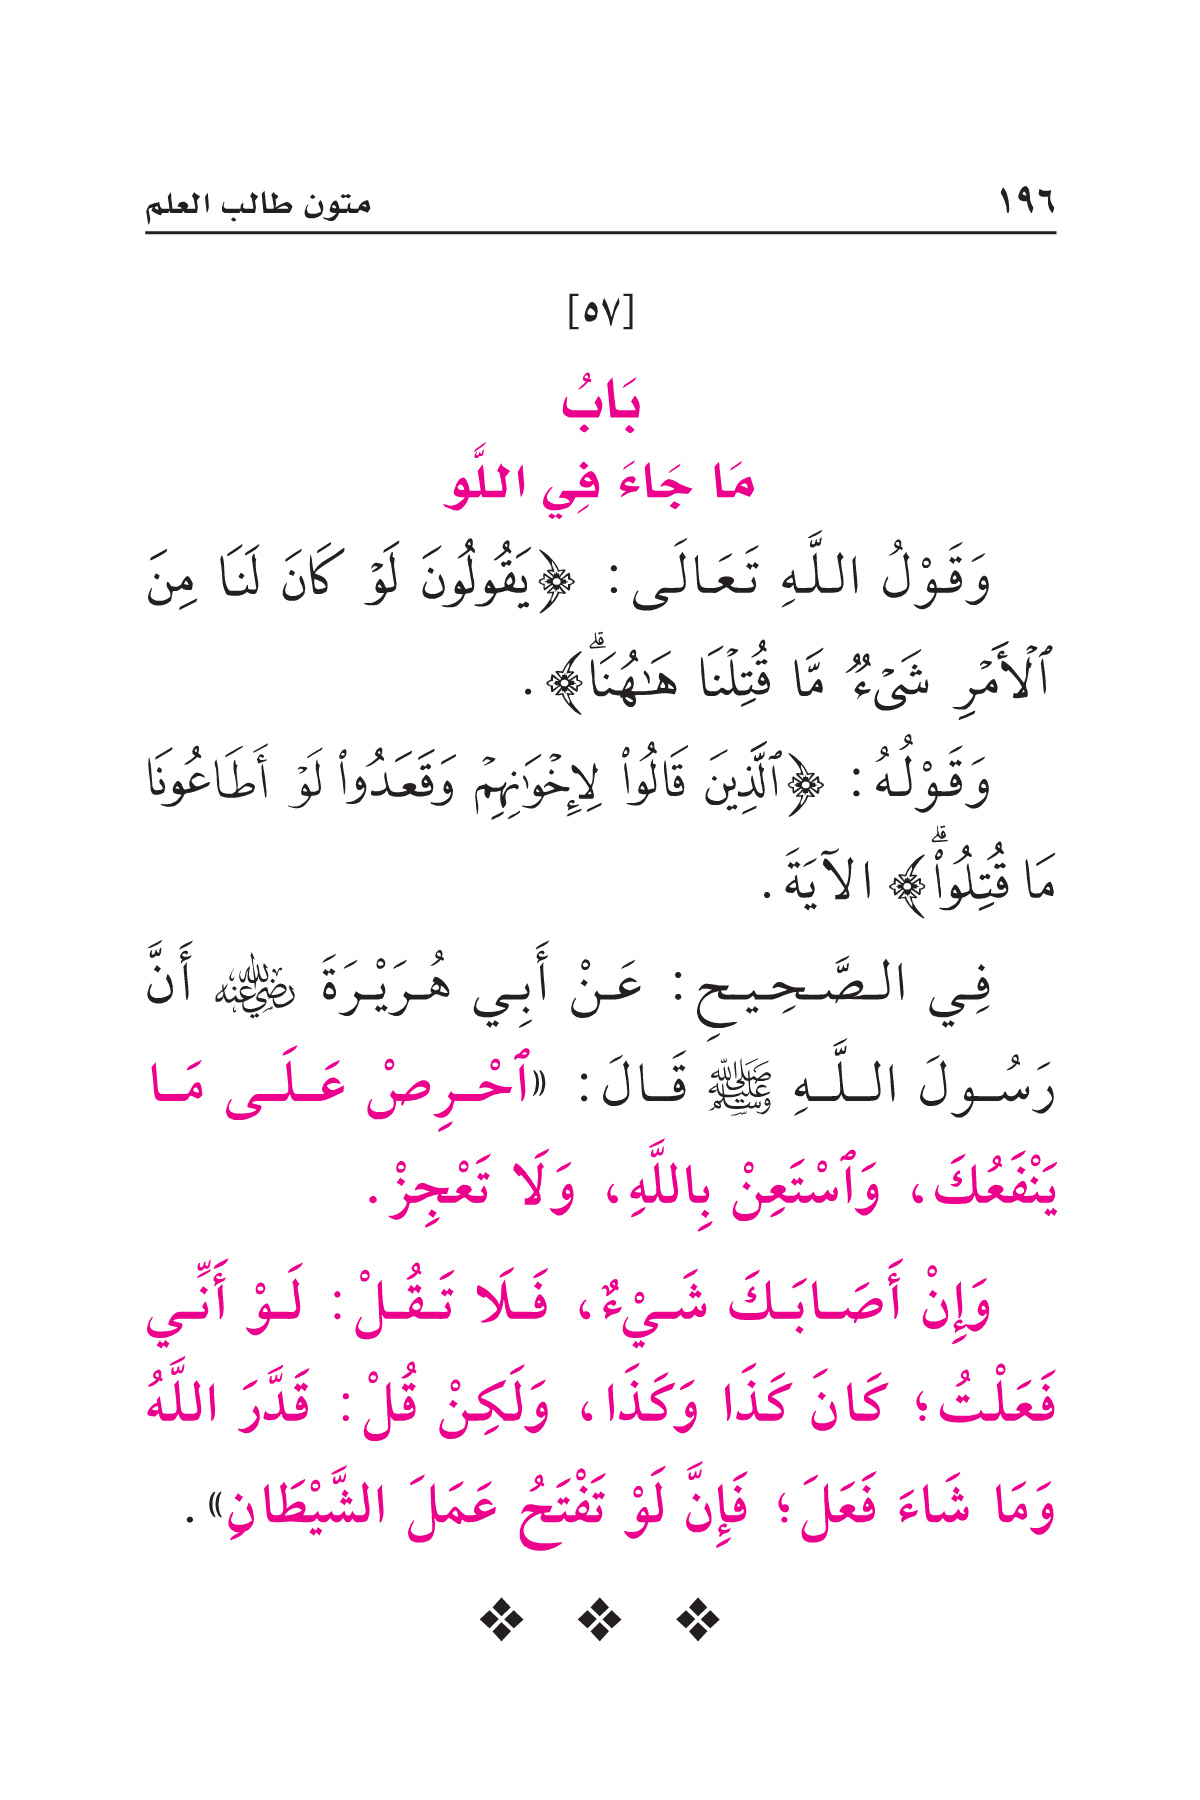 ١٩٦
متون طالب العلم
[٥٧]
بَابُ
مَا جَاءَ فِي اللَّو
وَقَوْلُ اللَّهِ تَعَالَى: ﴿يَقُولُونَ لَوْ كَانَ لَنَا مِنَ
ٱلْأَمْرِ شَىْءٌ مَّا قُتِلْنَا هَٰهُنَاۗ﴾.
وَقَوْلُهُ: ﴿ٱلَّذِينَ قَالُوا۟ لِإِخْوَٰنِهِمْ وَقَعَدُوا۟ لَوْ أَطَاعُونَا
مَا قُتِلُوا۟ۗ﴾ الآيَةَ.
فِي الصَّحِيحِ: عَنْ أَبِي هُرَيْرَةَ رضي الله عنه أَنَّ
رَسُولَ اللَّهِ ﷺ قَالَ: «ٱحْرِصْ عَلَى مَا
يَنْفَعُكَ، وَٱسْتَعِنْ بِاللَّهِ، وَلَا تَعْجِزْ.
وَإِنْ أَصَابَكَ شَيْءٌ، فَلَا تَقُلْ: لَوْ أَنِّي
فَعَلْتُ؛ كَانَ كَذَا وَكَذَا، وَلَكِنْ قُلْ: قَدَّرَ اللَّهُ
وَمَا شَاءَ فَعَلَ؛ فَإِنَّ لَوْ تَفْتَحُ عَمَلَ الشَّيْطَانِ».